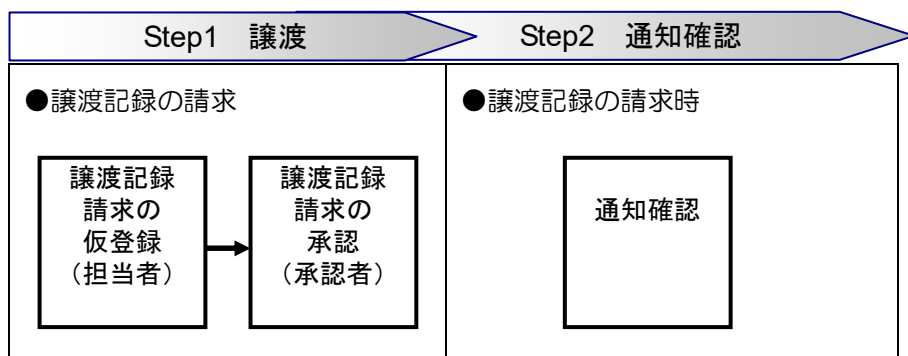 Step1 譲渡
Step2 通知確認
●譲渡記録の請求
譲渡記録
請求の
仮登録
（担当者）
譲渡記録
請求の
承認
（承認者）
●譲渡記録の請求時
通知確認